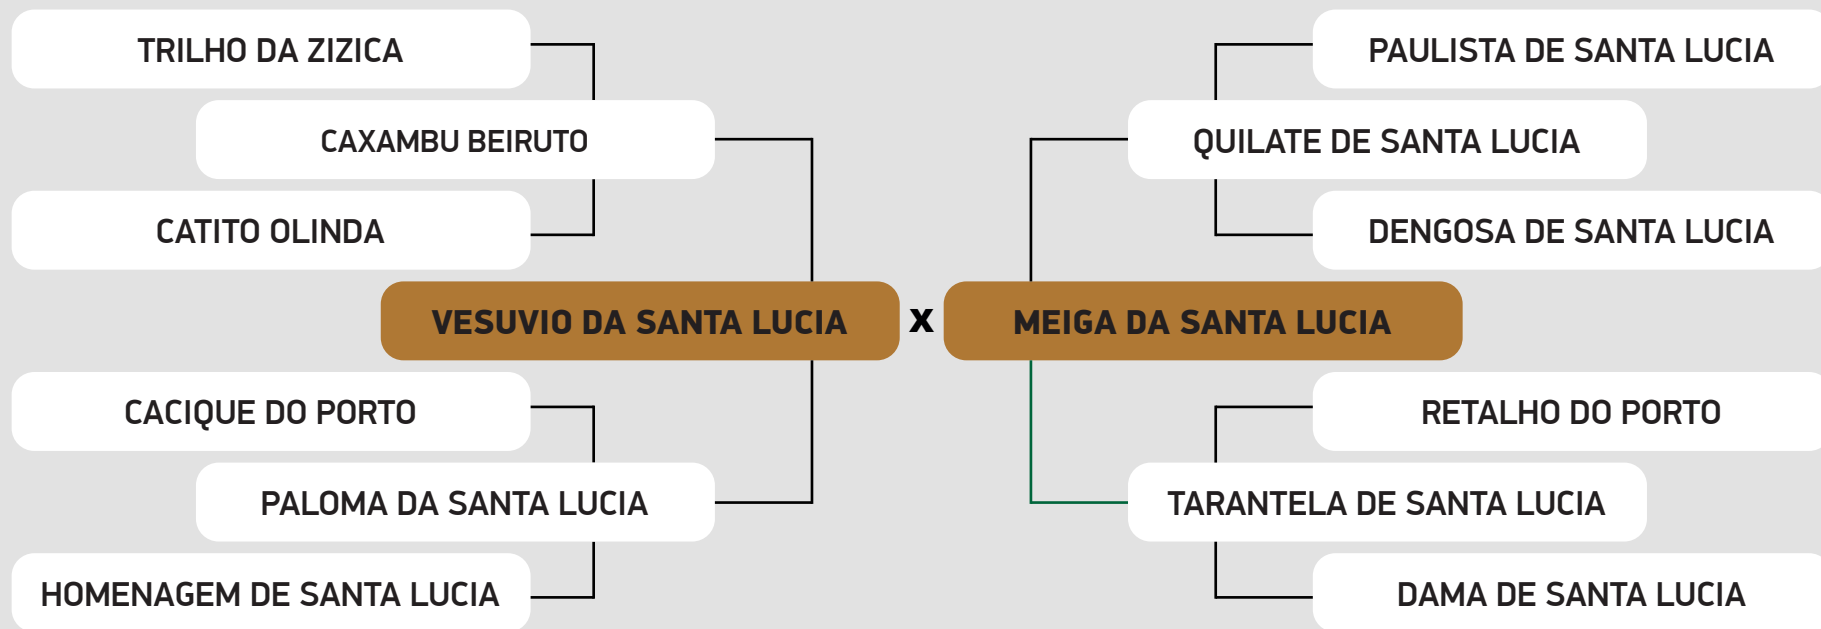 TRILHO DA ZIZICA
PAULISTA DE SANTA LUCIA
CAXAMBU BEIRUTO
QUILATE DE SANTA LUCIA
CATITO OLINDA
DENGOSA DE SANTA LUCIA
VESUVIO DA SANTA LUCIA x MEIGA DA SANTA LUCIA
CACIQUE DO PORTO
RETALHO DO PORTO
PALOMA DA SANTA LUCIA
TARANTELA DE SANTA LUCIA
HOMENAGEM DE SANTA LUCIA
DAMA DE SANTA LUCIA